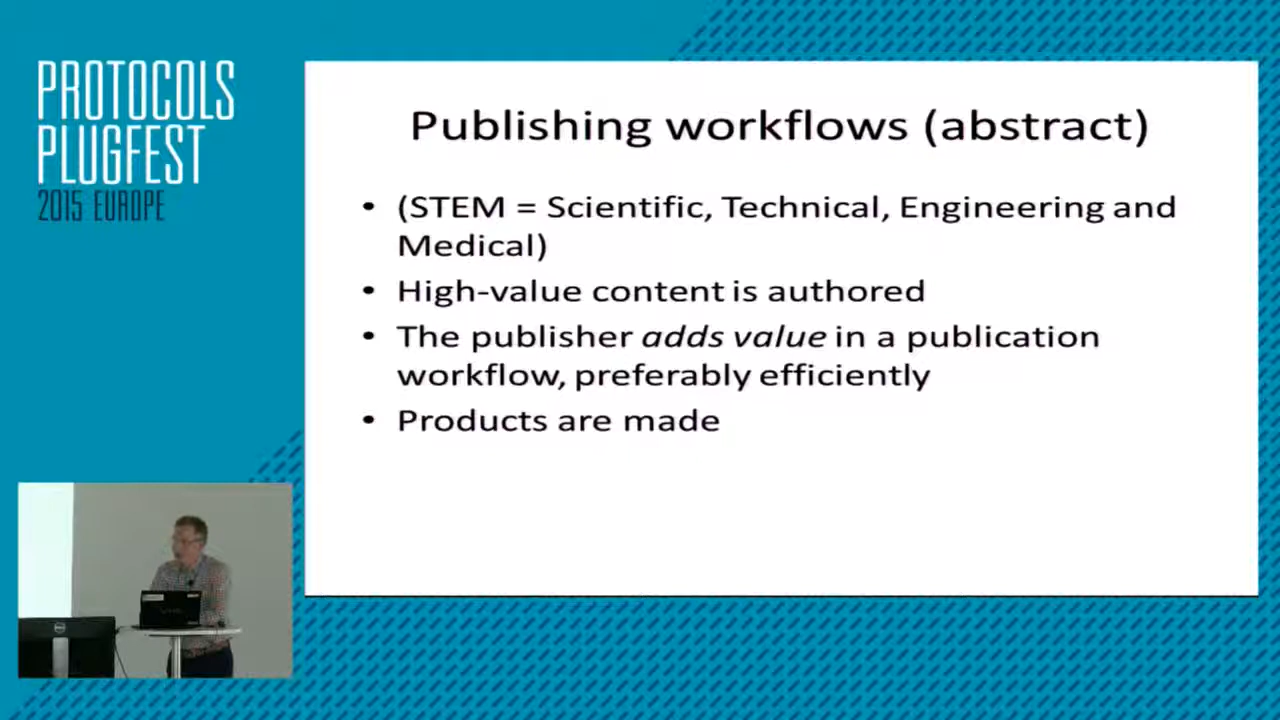 PROTOCOLS
PLUGFEST
2015 EUROPE
Publishing workflows (abstract)
• (STEM = Scientific, Technical, Engineering and
Medical)
• High-value content is authored
• The publisher adds value in a publication
workflow, preferably efficiently
• Products are made